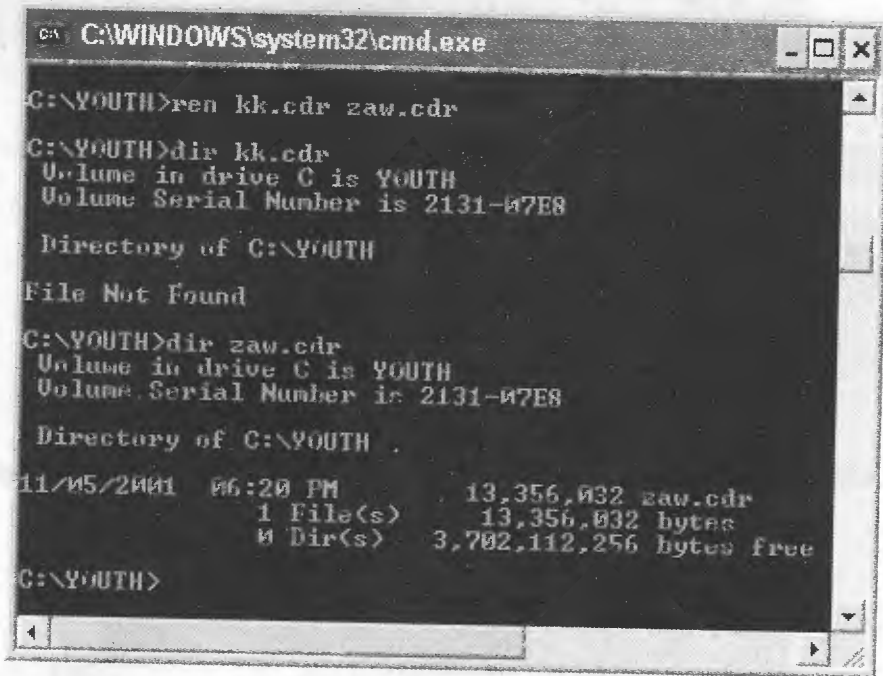 C:\WINDOWS\system32\cmd.exe
C:\YOUTH>ren kk.cdr zaw.cdr
C:\YOUTH>dir kk.cdr
Volume in drive C is YOUTH
Volume Serial Number is 2131-07E8
Directory of C:\YOUTH
File Not Found
C:\YOUTH>dir zaw.cdr
Volume in drive C is YOUTH
Volume Serial Number is 2131-07E8
Directory of C:\YOUTH
11/05/2001 06:20 PM 13,356,032 zaw.cdr
1 File(s) 13,356,032 bytes
0 Dir(s) 3,702,112,256 bytes free
C:\YOUTH>